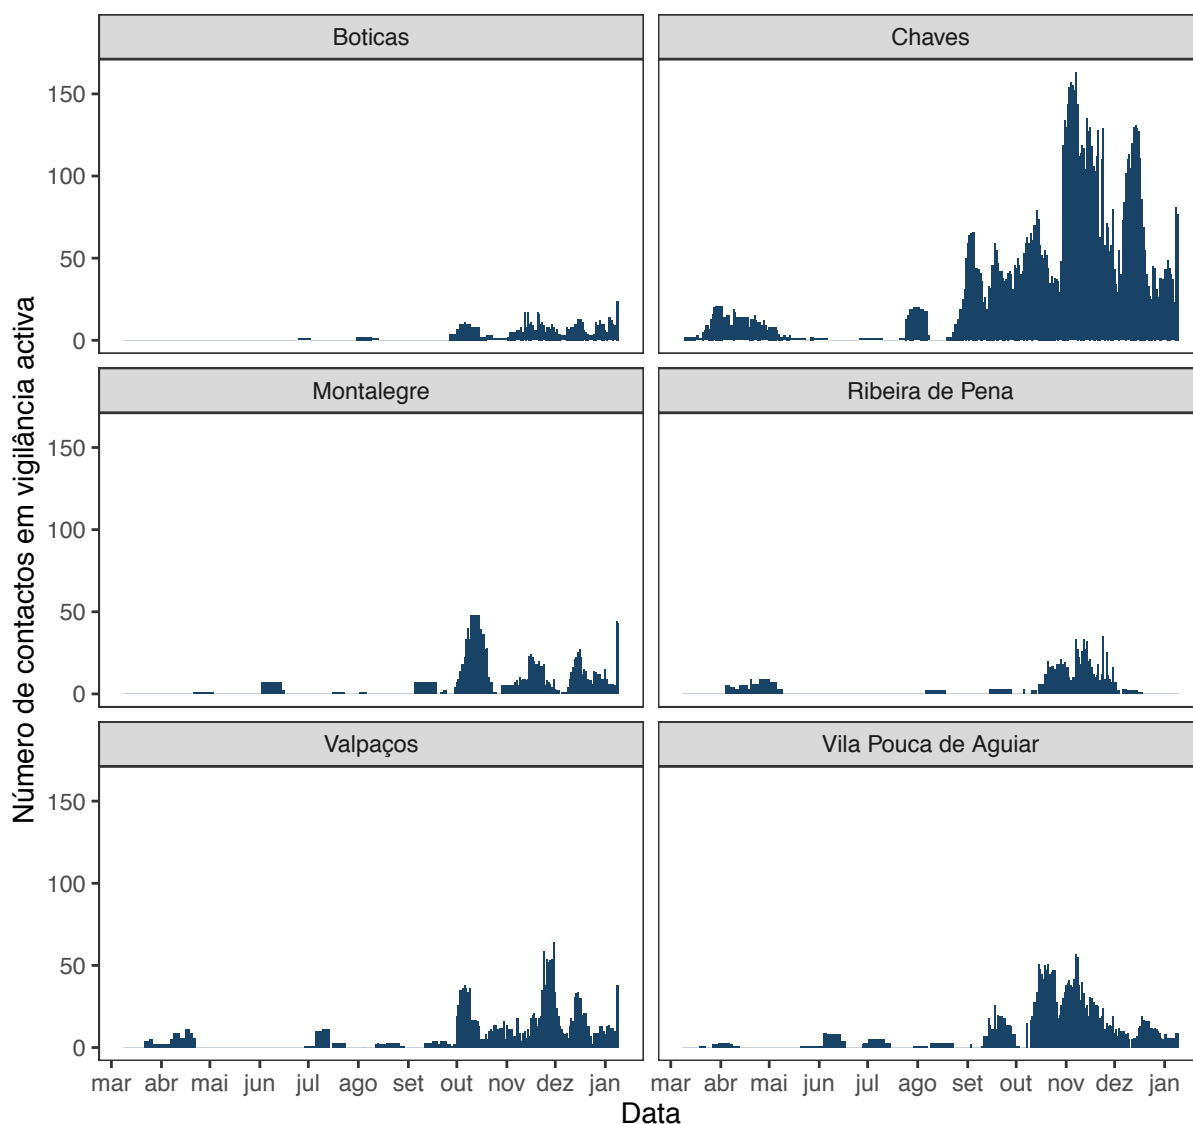 Boticas
Chaves
150
100
50
0
Montalegre
Ribeira de Pena
150
100
50
0
Valpaços
Vila Pouca de Aguiar
150
100
50
0
mar abr mai jun jul ago set out nov dez jan
mar abr mai jun jul ago set out nov dez jan
Data
Número de contactos em vigilância activa